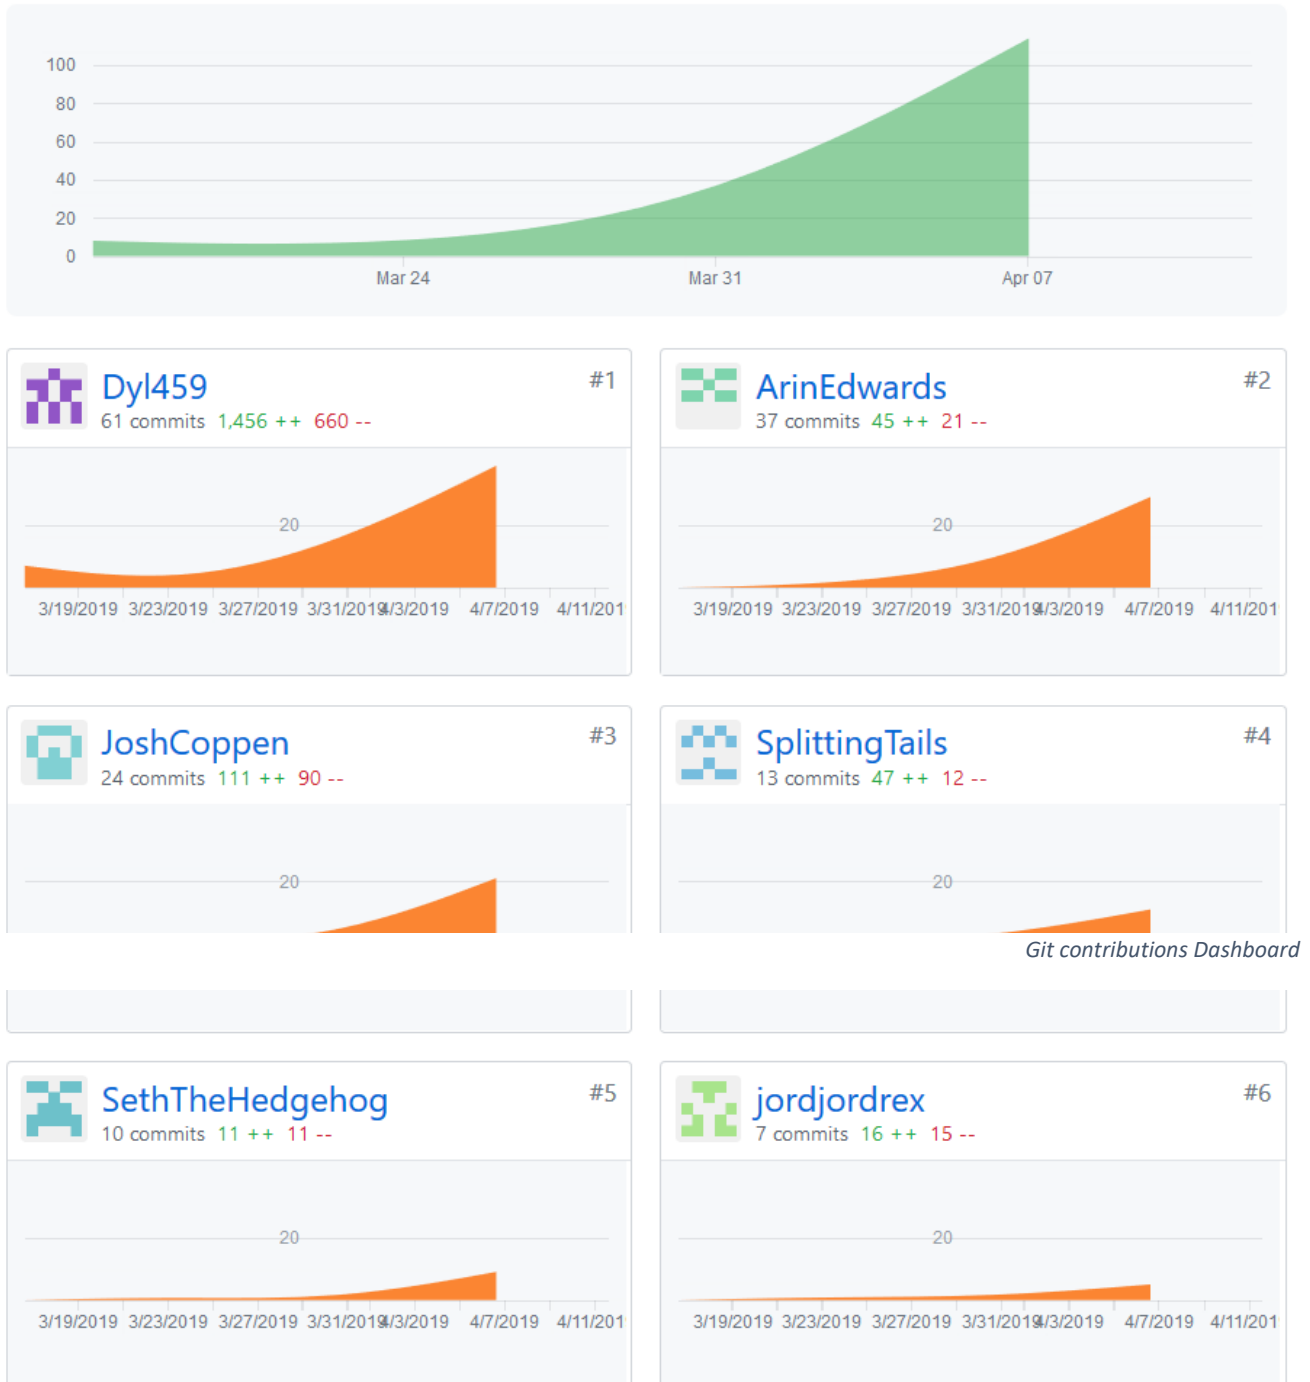 100
80
60
40
20
0
Mar 24 Mar 31 Apr 07
Dyl459 #1
61 commits 1,456 ++ 660 --
20
3/19/2019 3/23/2019 3/27/2019 3/31/2019 4/3/2019 4/7/2019 4/11/201
ArinEdwards #2
37 commits 45 ++ 21 --
20
3/19/2019 3/23/2019 3/27/2019 3/31/2019 4/3/2019 4/7/2019 4/11/201
JoshCoppen #3
24 commits 111 ++ 90 --
20
SplittingTails #4
13 commits 47 ++ 12 --
20
Git contributions Dashboard
SethTheHedgehog #5
10 commits 11 ++ 11 --
20
3/19/2019 3/23/2019 3/27/2019 3/31/2019 4/3/2019 4/7/2019 4/11/201
jordjordrex #6
7 commits 16 ++ 15 --
20
3/19/2019 3/23/2019 3/27/2019 3/31/2019 4/3/2019 4/7/2019 4/11/201